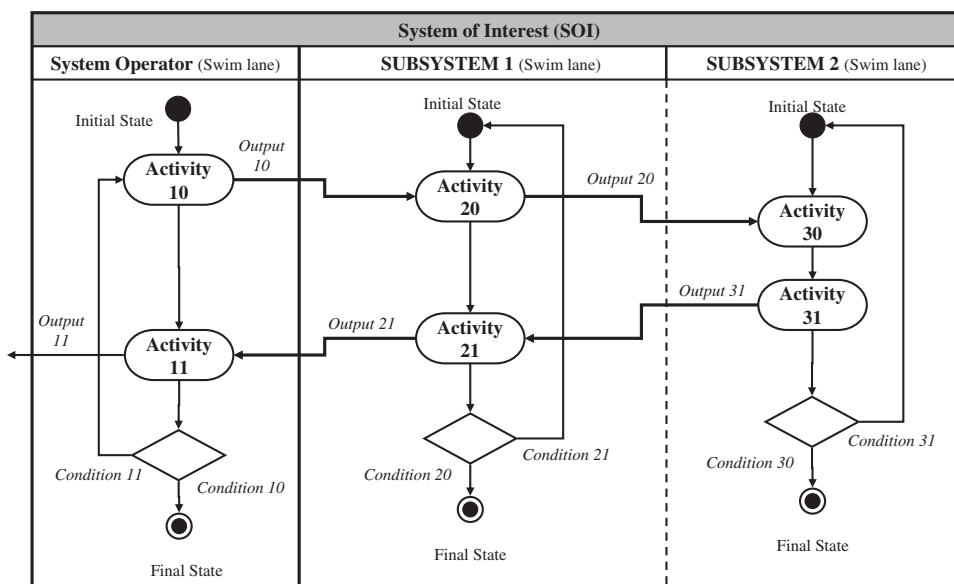 System of Interest (SOI)
System Operator (Swim lane)
SUBSYSTEM 1 (Swim lane)
SUBSYSTEM 2 (Swim lane)
Initial State
Initial State
Initial State
Output
10
Activity
10
Output 20
Activity
20
Activity
30
Output 31
Activity
31
Output
11
Output 21
Activity
11
Activity
21
Condition 11
Condition 10
Condition 20
Condition 21
Condition 30
Condition 31
Final State
Final State
Final State